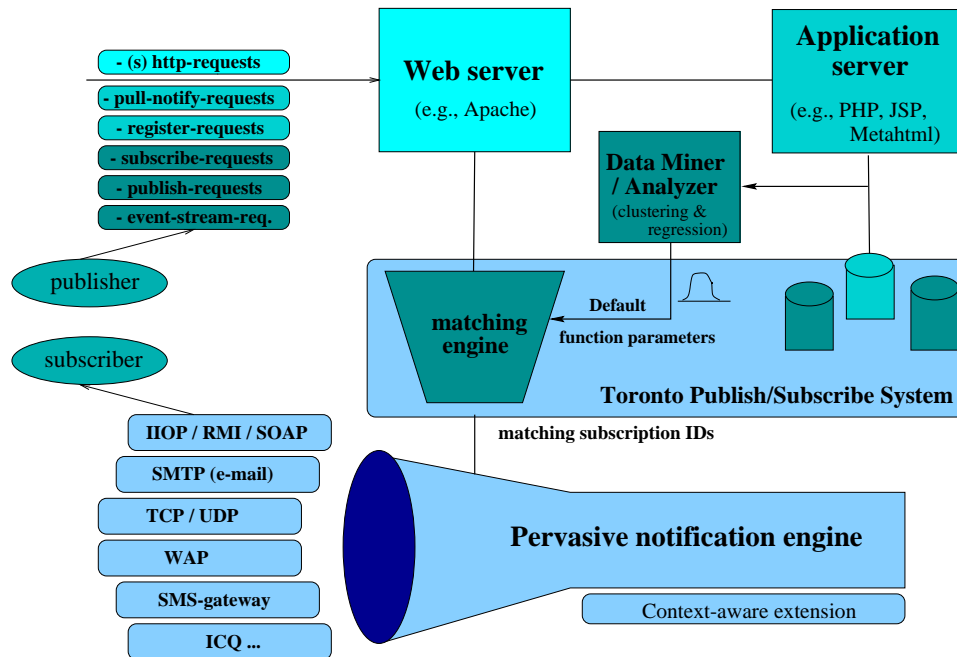 - (s) http-requests
- pull-notify-requests
- register-requests
- subscribe-requests
- publish-requests
- event-stream-req.
publisher
subscriber
Web server
(e.g., Apache)
Application
server
(e.g., PHP, JSP,
Metahtml)
Data Miner
/ Analyzer
(clustering &
regression)
matching
engine
Default
function parameters
Toronto Publish/Subscribe System
matching subscription IDs
IIOP / RMI / SOAP
SMTP (e-mail)
TCP / UDP
WAP
SMS-gateway
ICQ ...
Pervasive notification engine
Context-aware extension